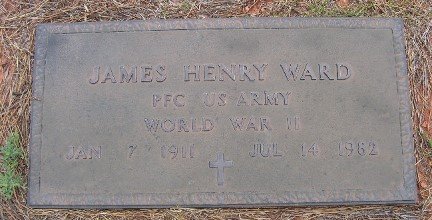 JAMES HENRY WARD
PFC US ARMY
WORLD WAR II
JAN 7 1911 JUL 14 1982